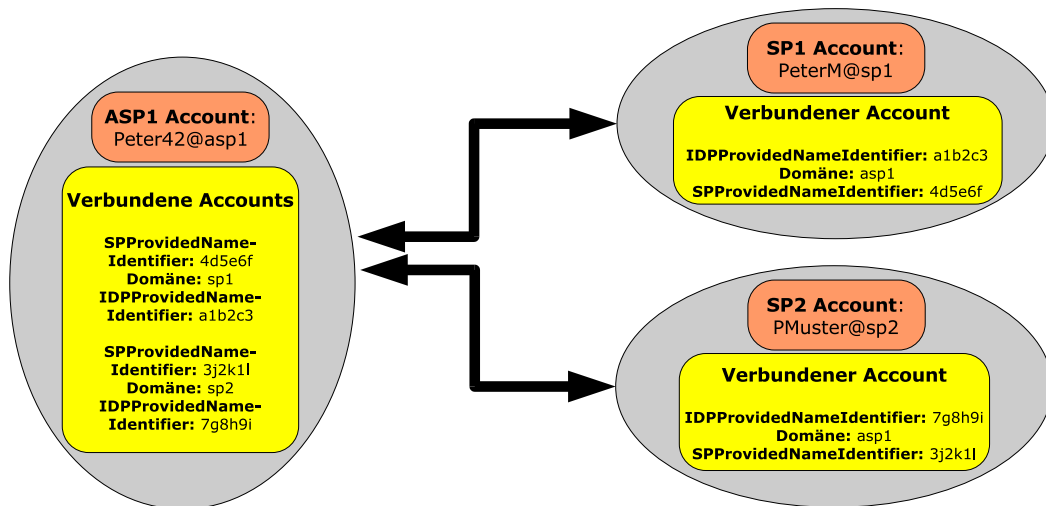 ASP1 Account:
Peter42@asp1
Verbundene Accounts
SPProvidedName-
Identifier: 4d5e6f
Domäne: sp1
IDPProvidedName-
Identifier: a1b2c3
SPProvidedName-
Identifier: 3j2k1l
Domäne: sp2
IDPProvidedName-
Identifier: 7g8h9i
SP1 Account:
PeterM@sp1
Verbundener Account
IDPProvidedNameIdentifier: a1b2c3
Domäne: asp1
SPProvidedNameIdentifier: 4d5e6f
SP2 Account:
PMuster@sp2
Verbundener Account
IDPProvidedNameIdentifier: 7g8h9i
Domäne: asp1
SPProvidedNameIdentifier: 3j2k1l